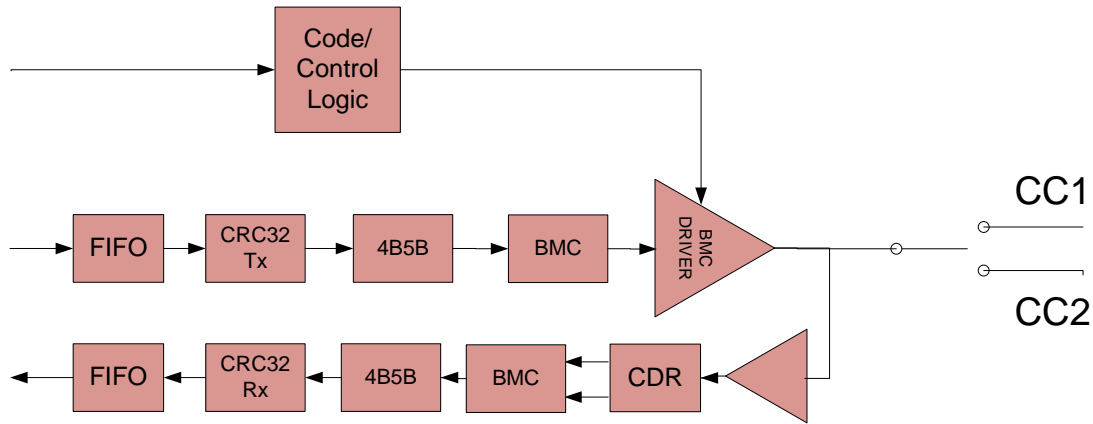 Code/
Control
Logic
CC1
FIFO
CRC32
Tx
4B5B
BMC
BMC
DRIVER
CC2
FIFO
CRC32
Rx
4B5B
BMC
CDR